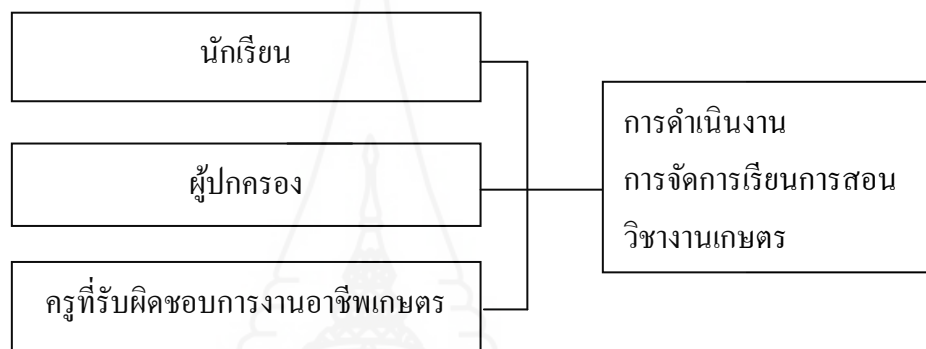 นักเรียน
ผู้ปกครอง
ครูที่รับผิดชอบการงานอาชีพเกษตร
การดำเนินงาน
การจัดการเรียนการสอน
วิชางานเกษตร